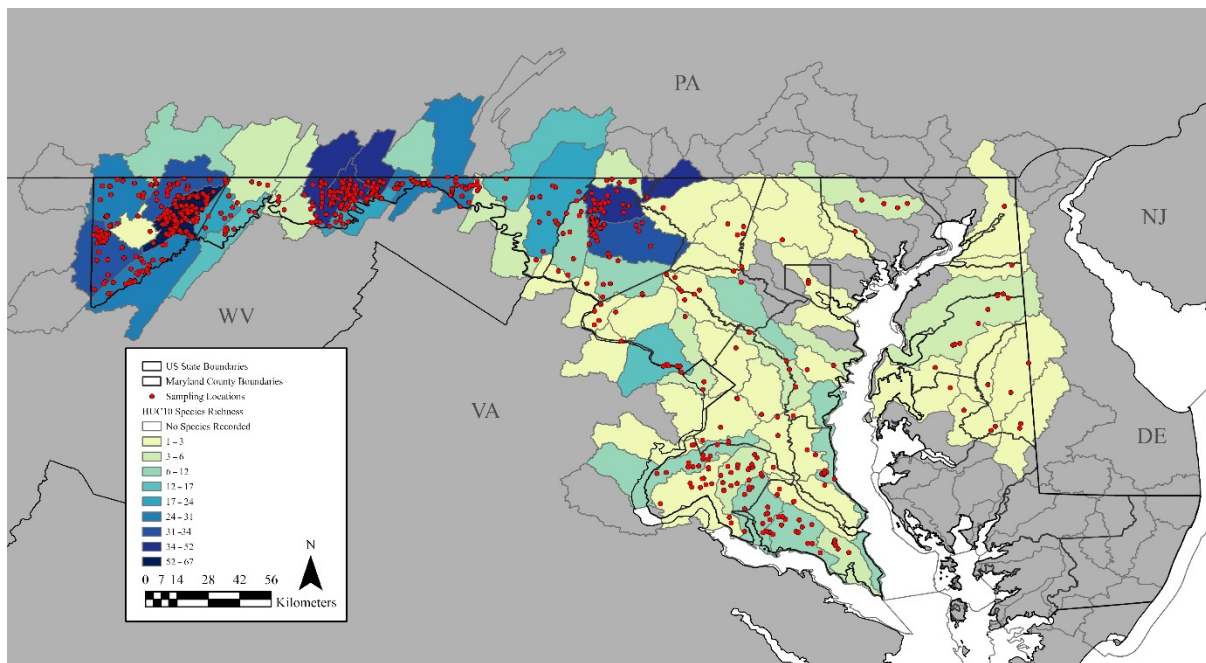 PA
NJ
WV
VA
DE
US State Boundaries
Maryland County Boundaries
Sampling Locations
HUC10 Species Richness
No Species Recorded
1 – 3
3 – 6
6 – 12
12 – 17
17 – 24
24 – 31
31 – 34
34 – 52
52 – 67
N
0 7 14 28 42 56
Kilometers